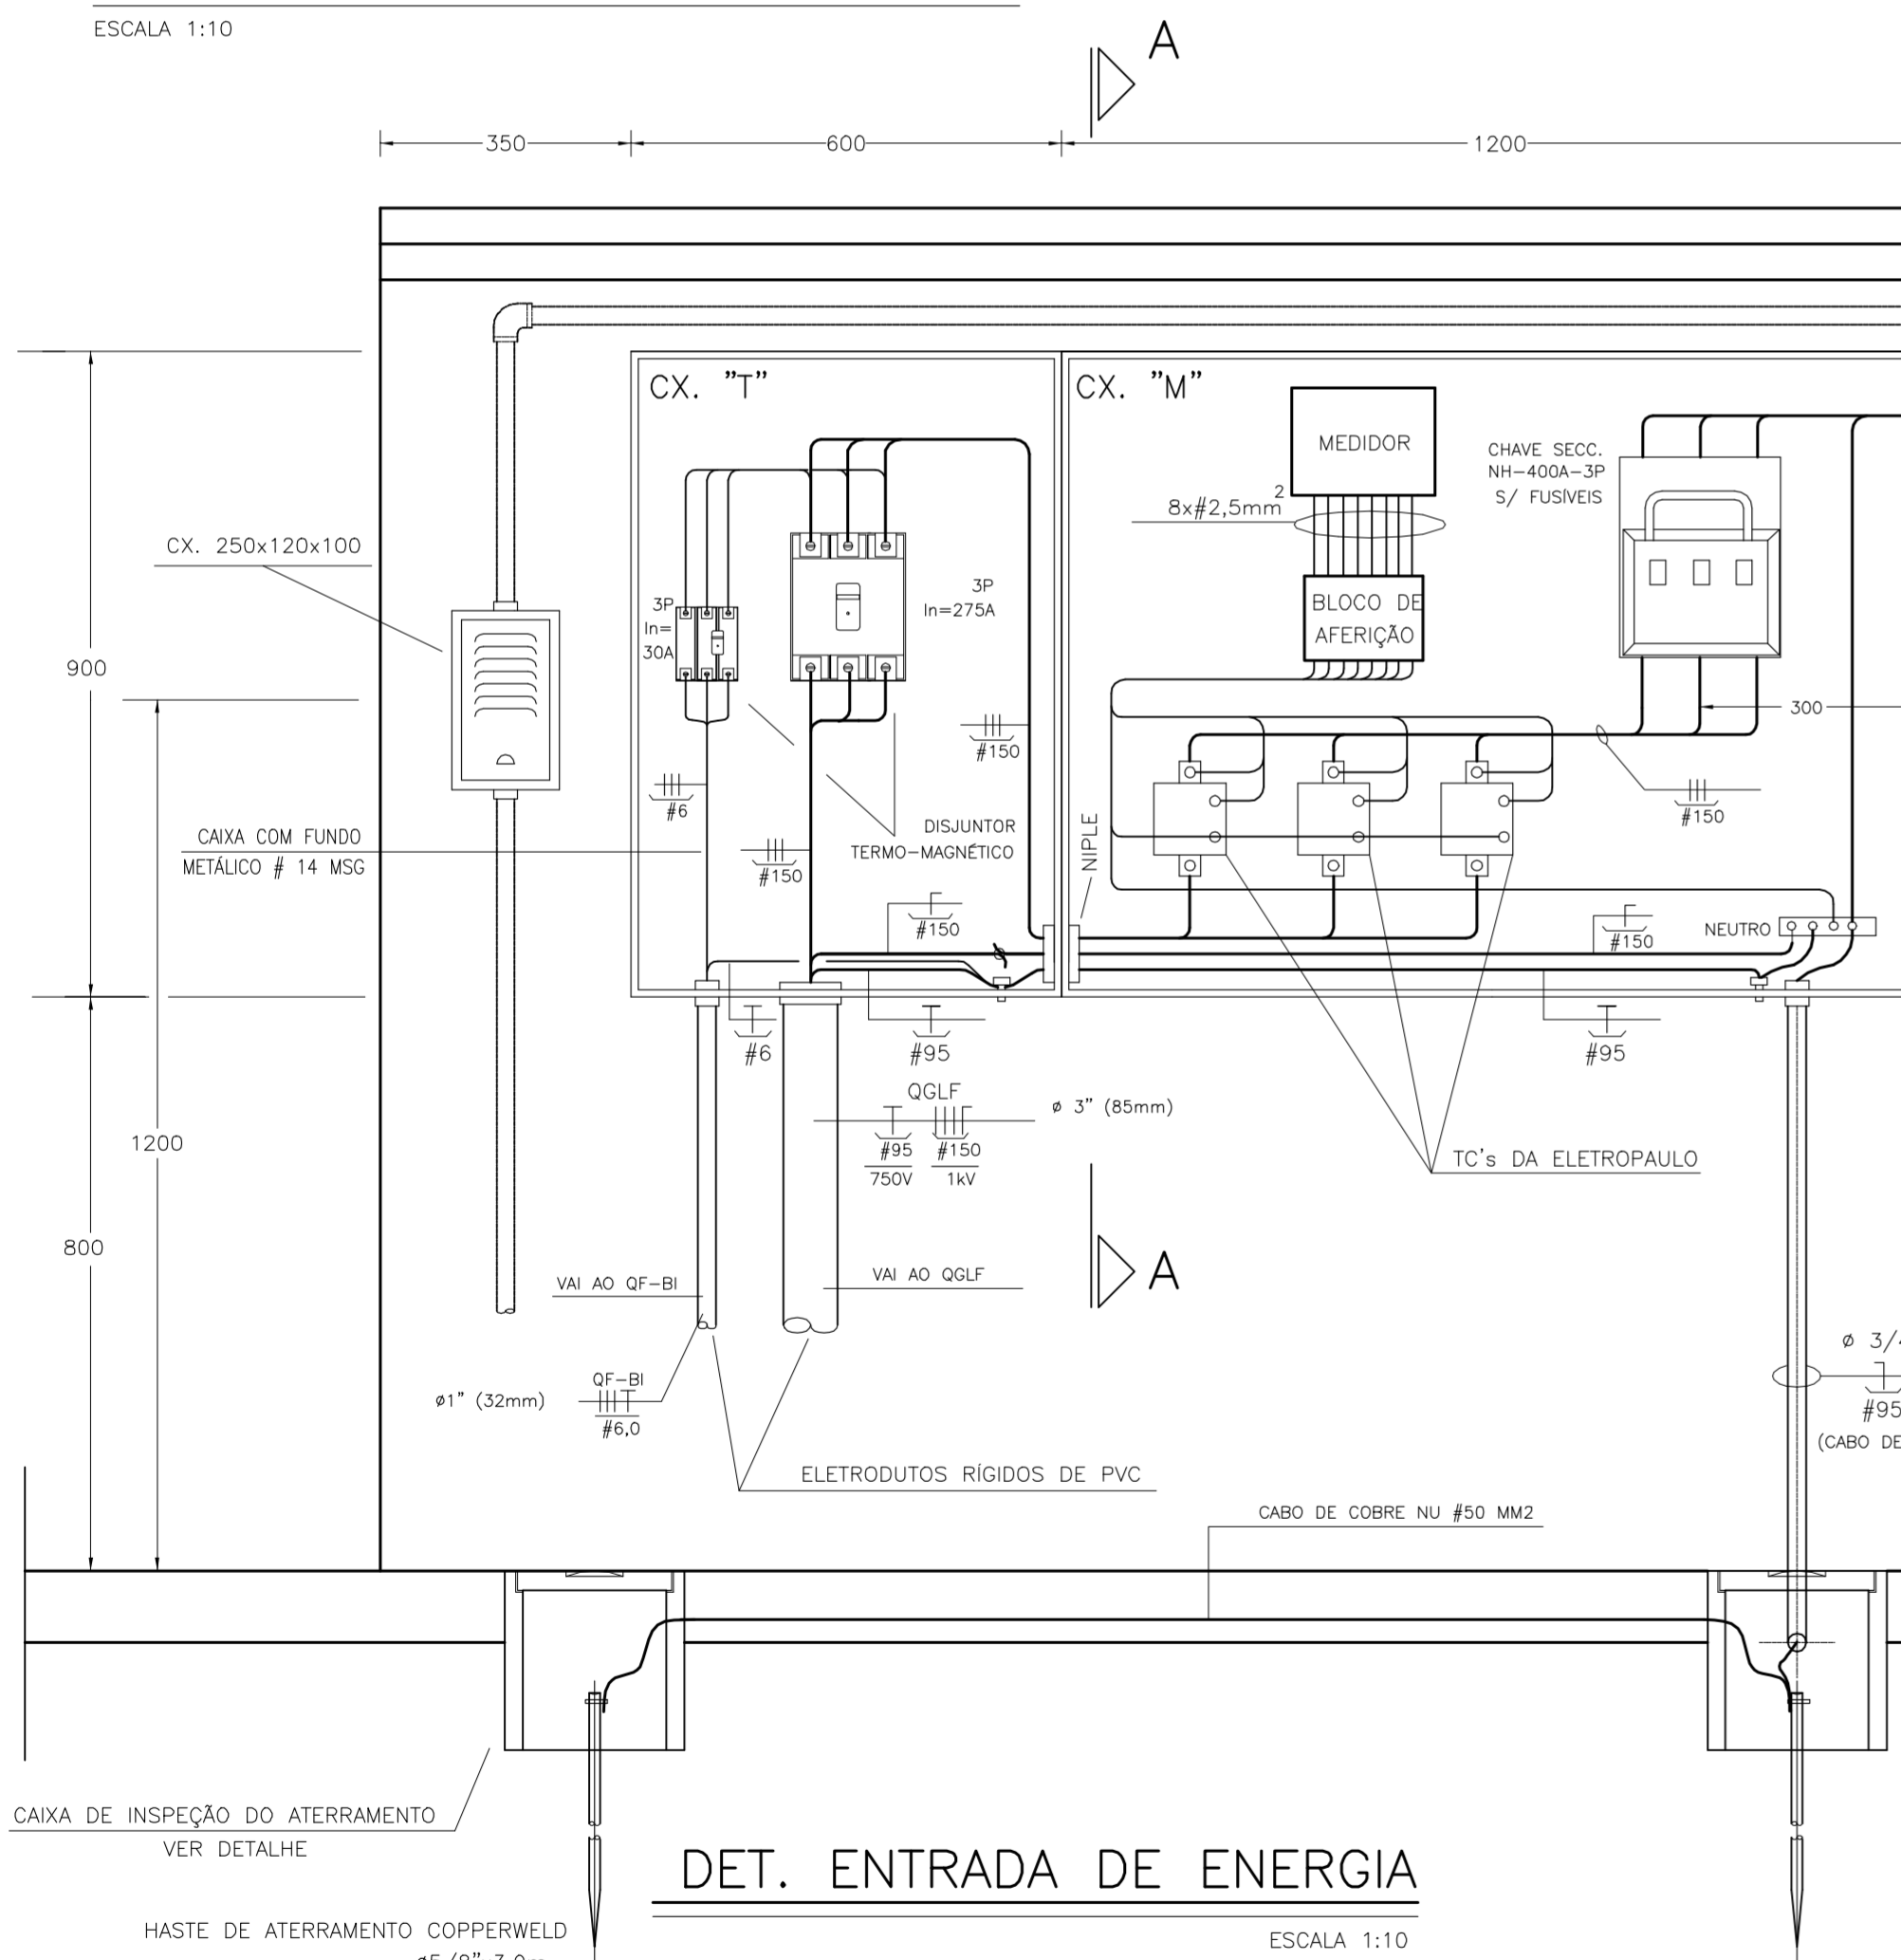 ESCALA 1:10
A
350
600
1200
CX. "T"
CX. "M"
MEDIDOR
CHAVE SECC.
NH-400A-3P
S/ FUSÍVEIS
8x#2,5mm²
CX. 250x120x100
3P
In=275A
3P
In=
30A
BLOCO DE
AFERIÇÃO
900
300
#150
#6
#150
CAIXA COM FUNDO
METÁLICO # 14 MSG
DISJUNTOR
TERMO-MAGNÉTICO
#150
NIPLE
#150
NEUTRO
#150
#6
#95
#95
QGLF
ø 3" (85mm)
#95
750V
#150
1kV
1200
TC's DA ELETROPAULO
800
VAI AO QF-BI
VAI AO QGLF
A
ø 3/4
QF-BI
ø1" (32mm)
#6,0
#95
(CABO DE
ELETRODUTOS RÍGIDOS DE PVC
CABO DE COBRE NU #50 MM2
CAIXA DE INSPEÇÃO DO ATERRAMENTO
VER DETALHE
DET. ENTRADA DE ENERGIA
HASTE DE ATERRAMENTO COPPERWELD
ESCALA 1:10